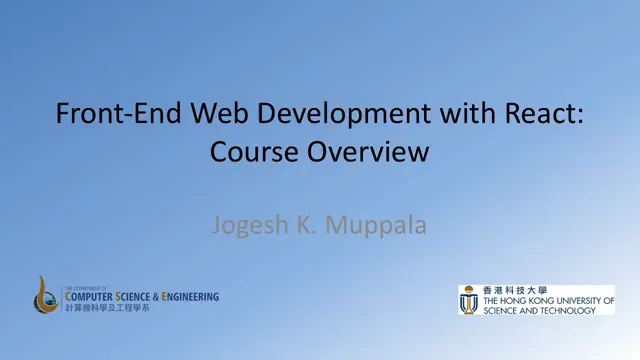 Front-End Web Development with React:
Course Overview
Jogesh K. Muppala
THE DEPARTMENT OF
COMPUTER SCIENCE & ENGINEERING
計算機科學及工程學系
香港科技大學
THE HONG KONG UNIVERSITY OF
SCIENCE AND TECHNOLOGY